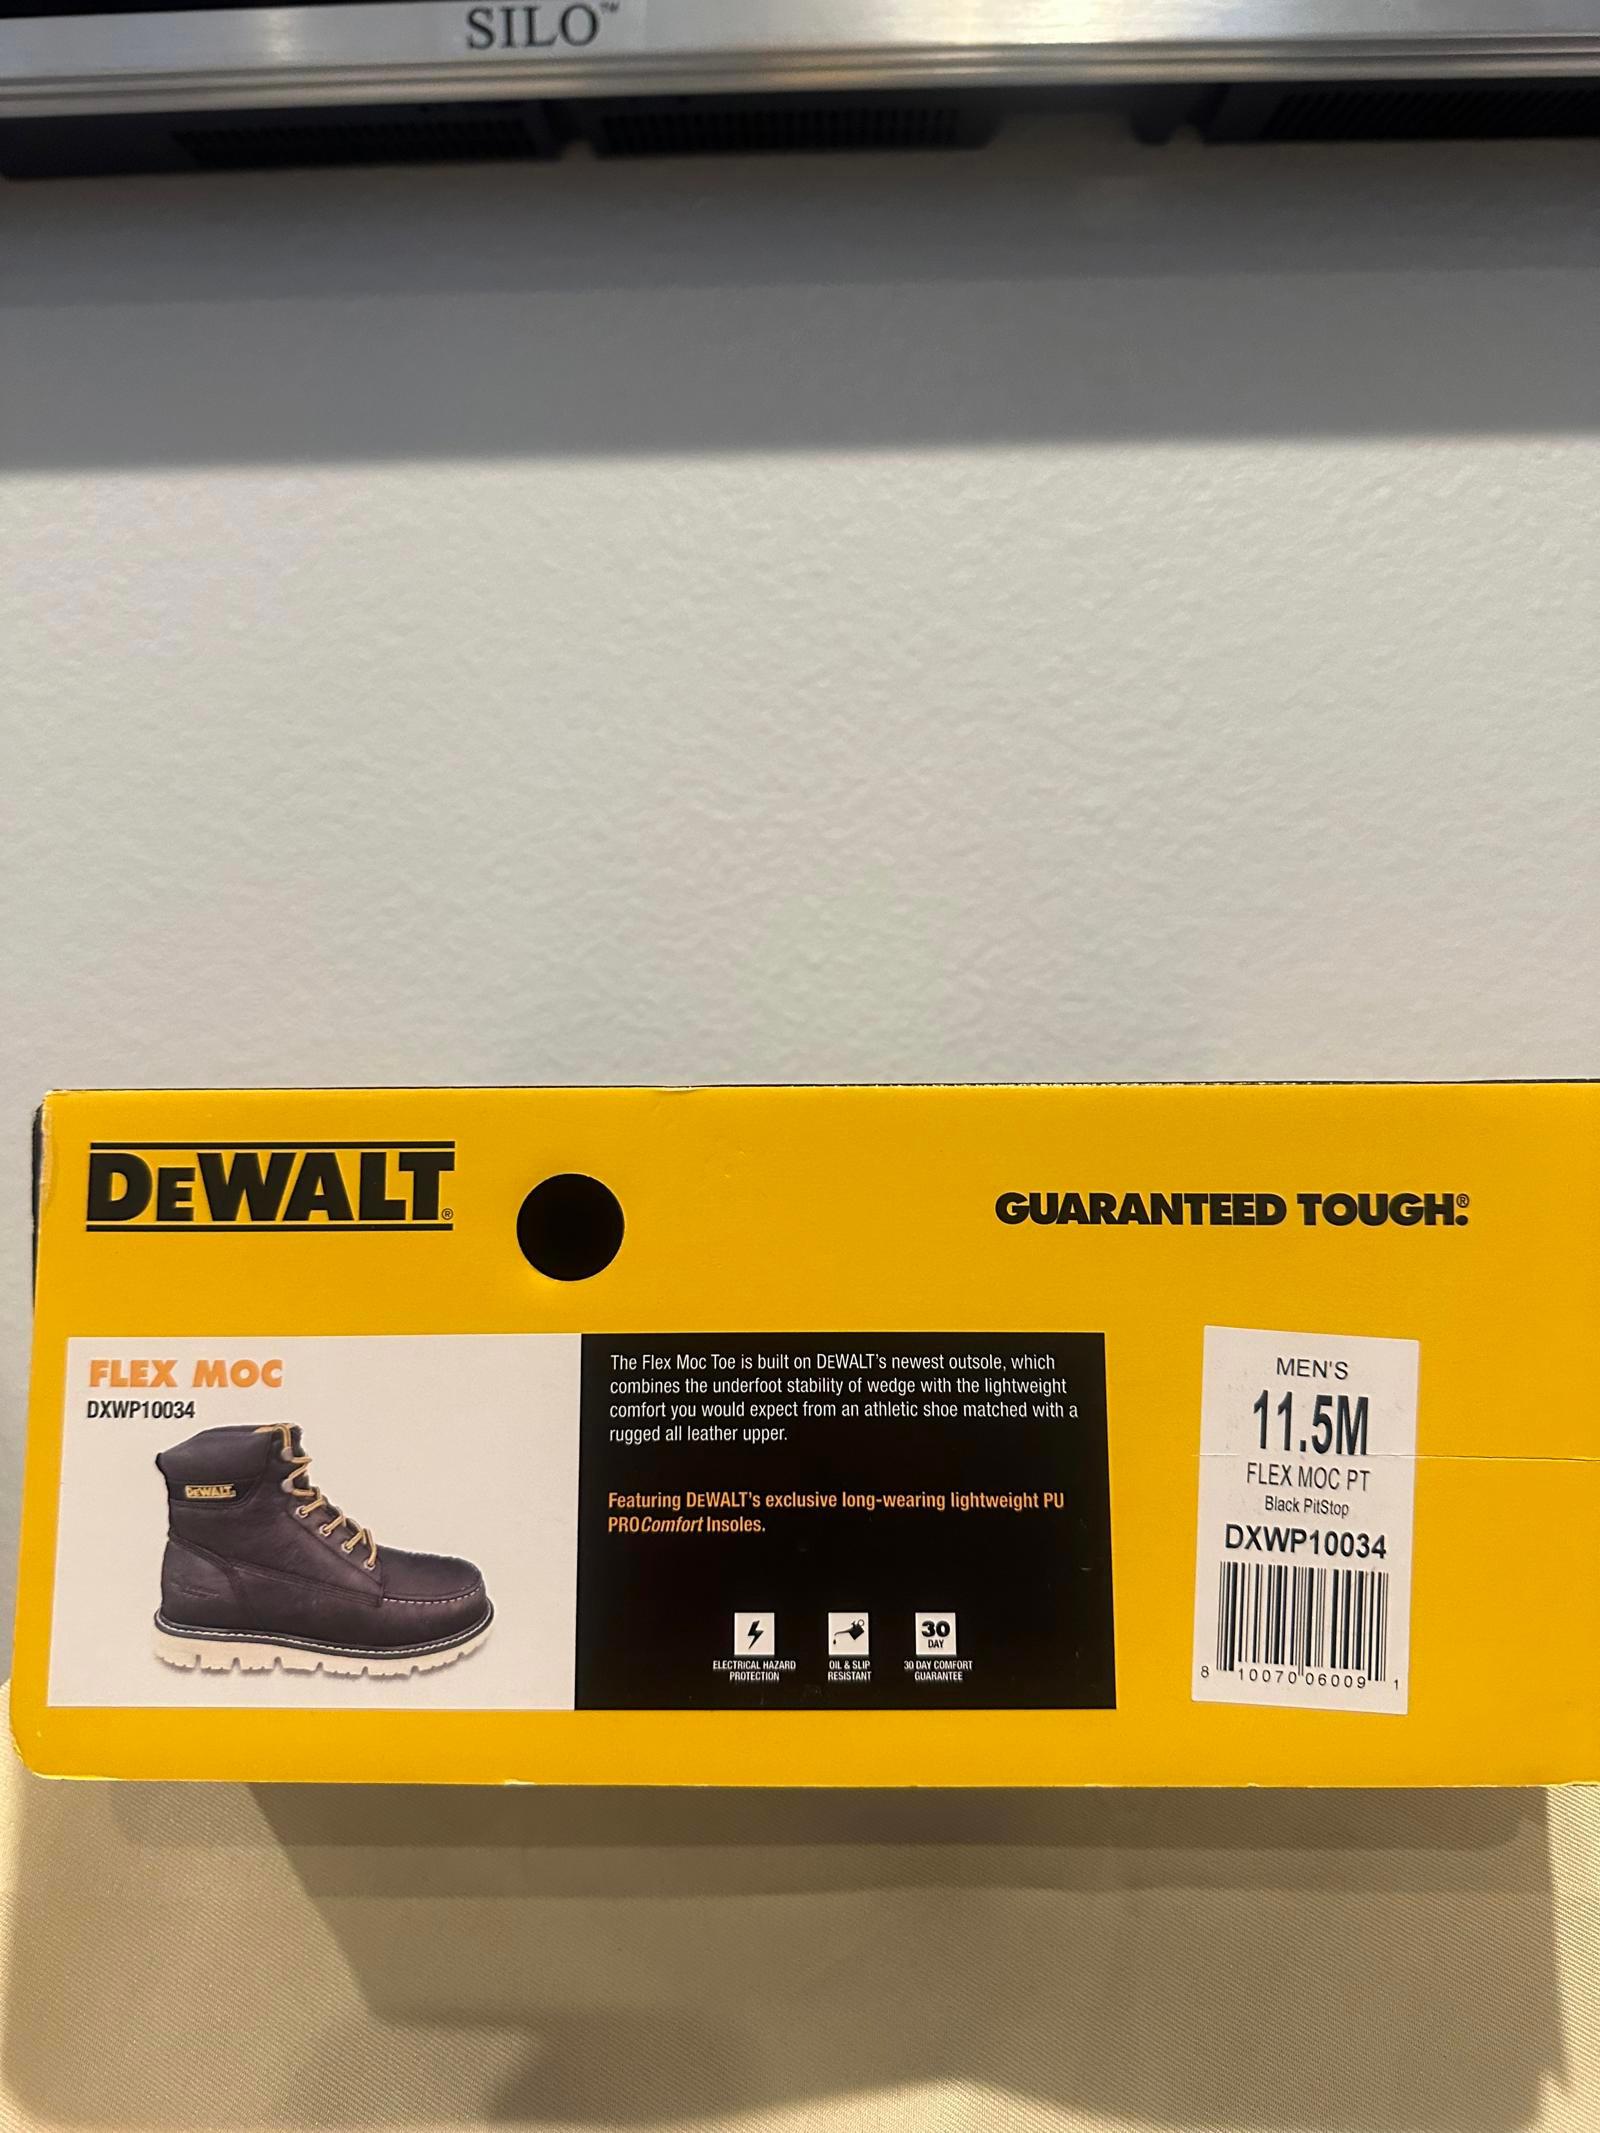 SILO™
DEWALT®
GUARANTEED TOUGH.®
FLEX MOC
DXWP10034
DEWALT
The Flex Moc Toe is built on DEWALT's newest outsole, which
combines the underfoot stability of wedge with the lightweight
comfort you would expect from an athletic shoe matched with a
rugged all leather upper.
Featuring DEWALT's exclusive long-wearing lightweight PU
PROComfort Insoles.
ELECTRICAL HAZARD
PROTECTION
OIL & SLIP
RESISTANT
30
DAY
30 DAY COMFORT
GUARANTEE
MEN'S
11.5M
FLEX MOC PT
Black PitStop
DXWP10034
8 10070 06009 1